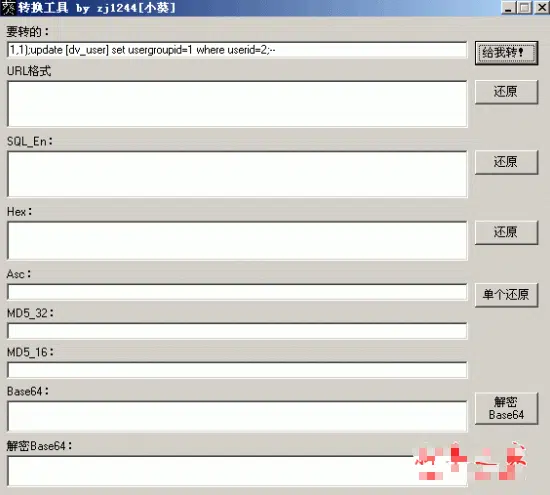 转换工具 by zj1244[小葵]
要转的:
1,1);update [dv_user] set usergroupid=1 where userid=2;--
给我转!
URL格式
还原
SQL_En:
还原
Hex:
还原
Asc:
单个还原
MD5_32:
MD5_16:
Base64:
解密
Base64
解密Base64: